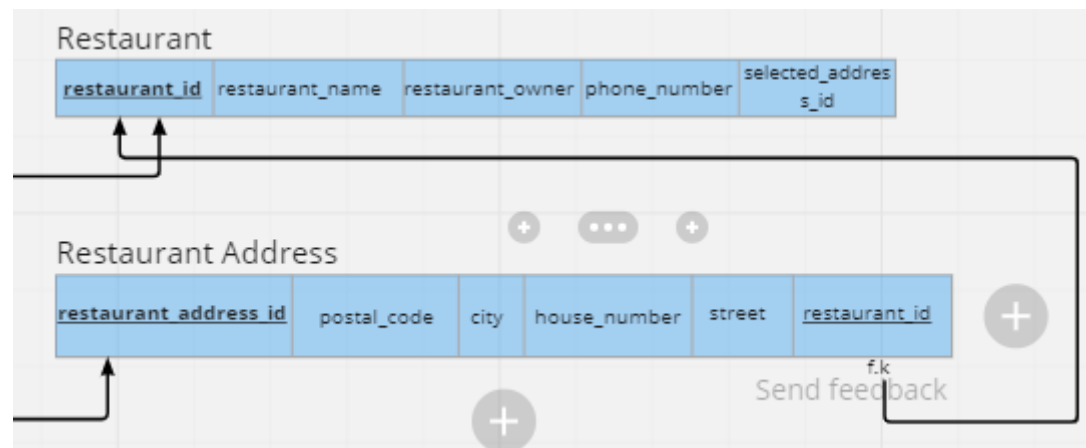 Restaurant
restaurant_id restaurant_name restaurant_owner phone_number selected_addres
s_id
Restaurant Address
restaurant_address_id postal_code city house_number street restaurant_id
f.k
Send feedback